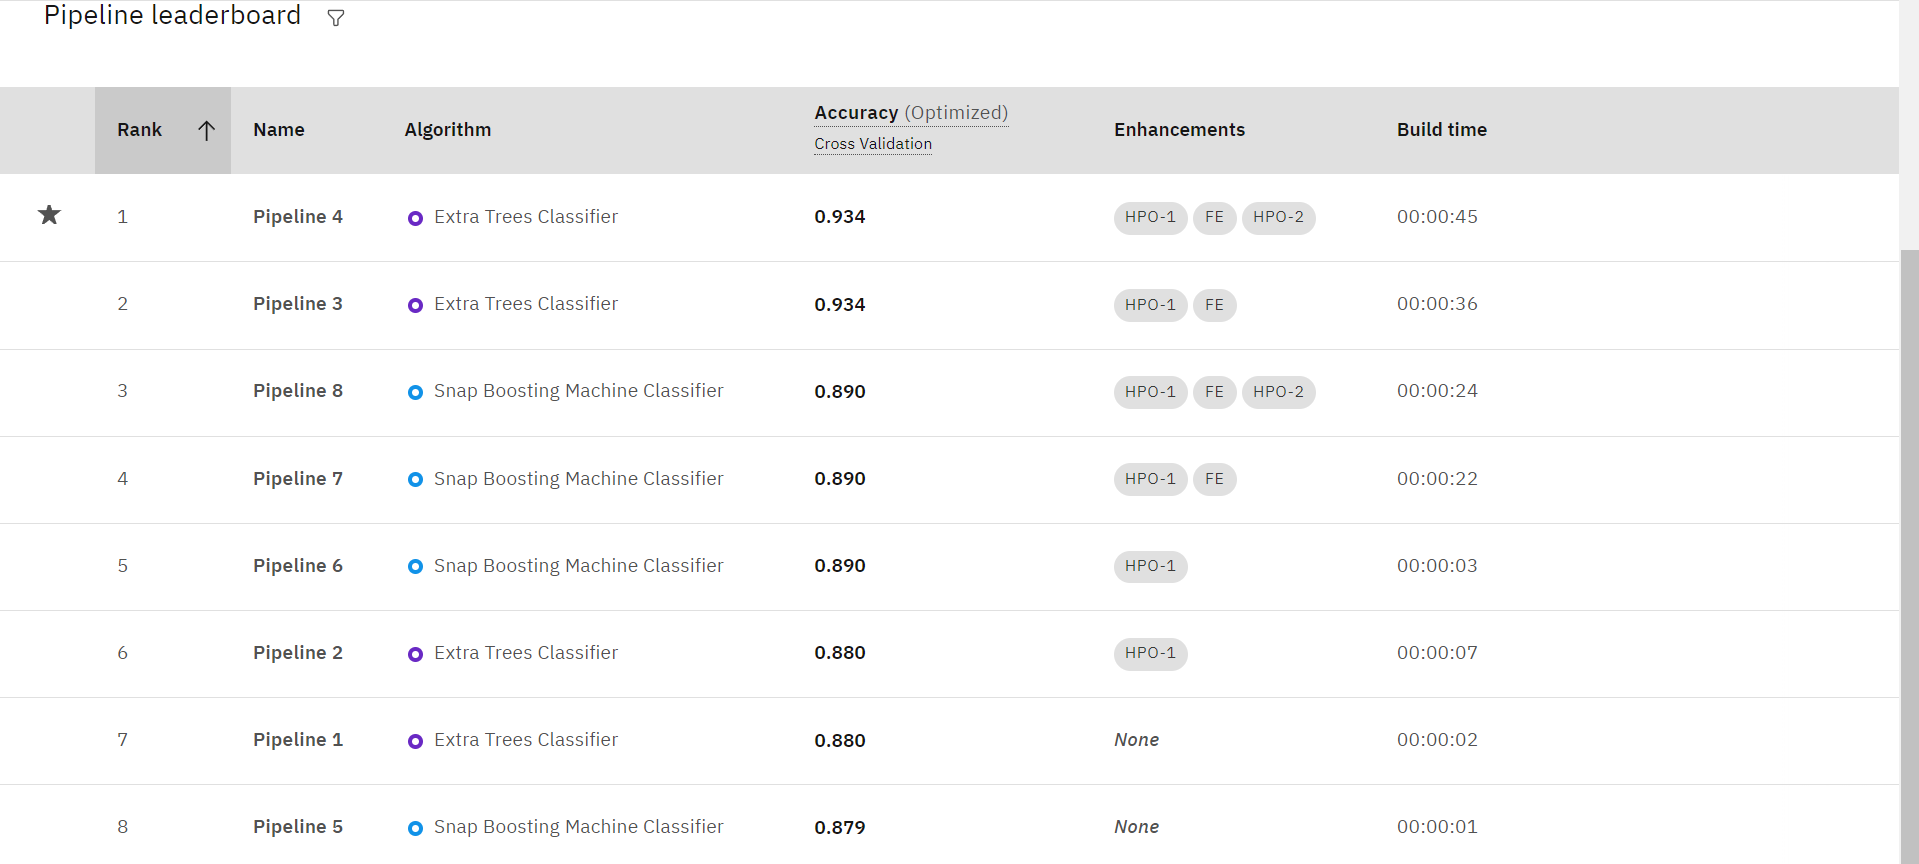 Pipeline leaderboard
Rank Name Algorithm Accuracy (Optimized) Enhancements Build time
Cross Validation
1 Pipeline 4 Extra Trees Classifier 0.934 HPO-1 FE HPO-2 00:00:45
2 Pipeline 3 Extra Trees Classifier 0.934 HPO-1 FE 00:00:36
3 Pipeline 8 Snap Boosting Machine Classifier 0.890 HPO-1 FE HPO-2 00:00:24
4 Pipeline 7 Snap Boosting Machine Classifier 0.890 HPO-1 FE 00:00:22
5 Pipeline 6 Snap Boosting Machine Classifier 0.890 HPO-1 00:00:03
6 Pipeline 2 Extra Trees Classifier 0.880 HPO-1 00:00:07
7 Pipeline 1 Extra Trees Classifier 0.880 None 00:00:02
8 Pipeline 5 Snap Boosting Machine Classifier 0.879 None 00:00:01